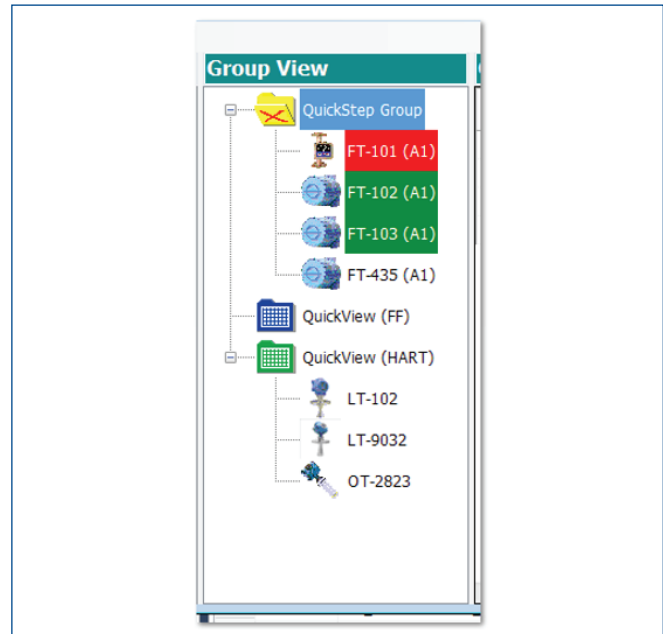 Group View
QuickStep Group
FT-101 (A1)
FT-102 (A1)
FT-103 (A1)
FT-435 (A1)
QuickView (FF)
QuickView (HART)
LT-102
LT-9032
OT-2823